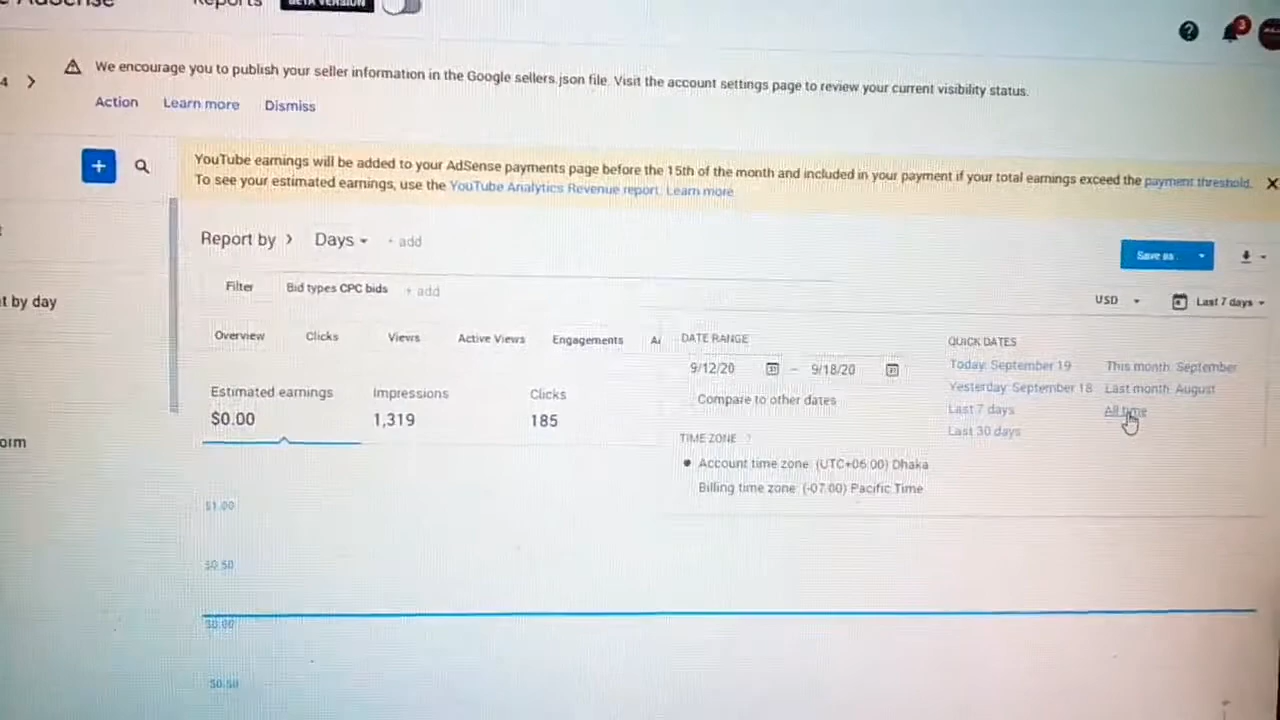 AdSense
Reports
BETA VERSION
3
4
We encourage you to publish your seller information in the Google sellers.json file. Visit the account settings page to review your current visibility status.
Action Learn more Dismiss
YouTube earnings will be added to your AdSense payments page before the 15th of the month and included in your payment if your total earnings exceed the payment threshold.
To see your estimated earnings, use the YouTube Analytics Revenue report. Learn more
Report by > Days + add
Save as
t by day
Filter Bid types CPC bids + add
USD Last 7 days
Overview Clicks Views Active Views Engagements
DATE RANGE
QUICK DATES
9/12/20 – 9/18/20
Today: September 19 This month: September
Yesterday: September 18 Last month: August
Compare to other dates
Last 7 days All time
Last 30 days
Estimated earnings Impressions Clicks
$0.00 1,319 185
TIME ZONE ?
Account time zone: (UTC+06:00) Dhaka
Billing time zone: (-07:00) Pacific Time
orm
$1.00
$0.50
$0.00
$0.50